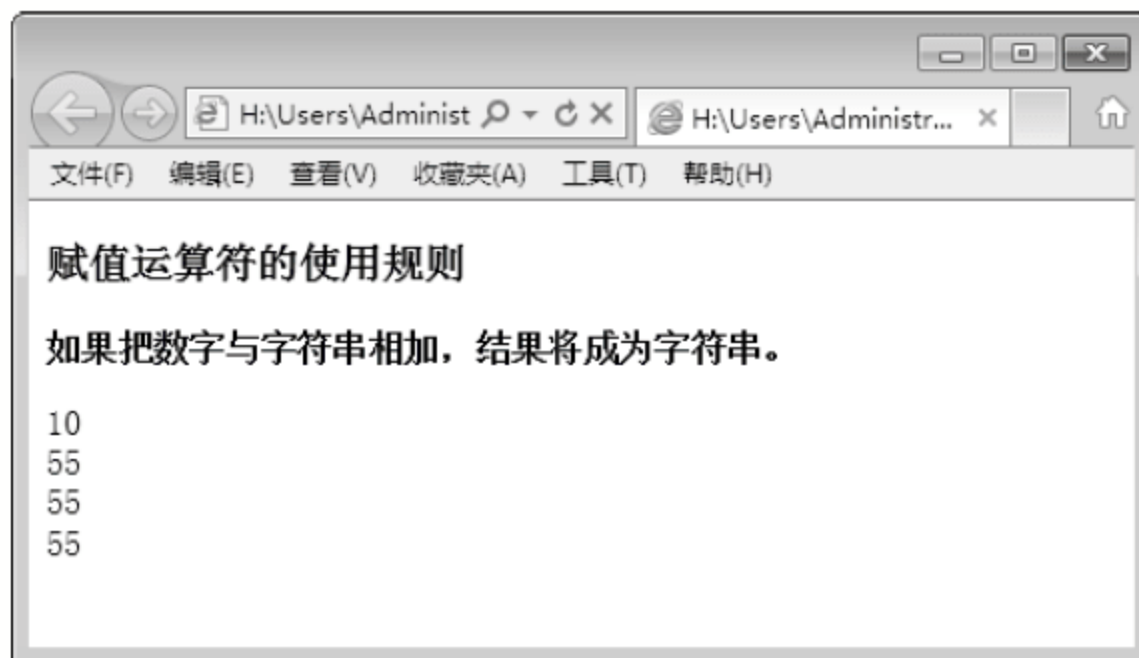 H:\Users\Administ
H:\Users\Administr...
文件(F) 编辑(E) 查看(V) 收藏夹(A) 工具(T) 帮助(H)
赋值运算符的使用规则
如果把数字与字符串相加，结果将成为字符串。
10
55
55
55